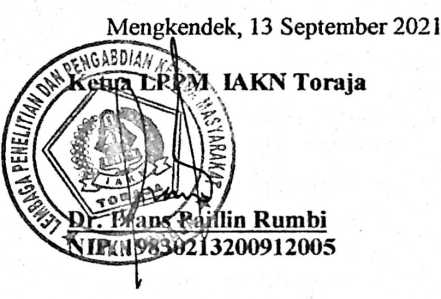 Mengkendek, 13 September 2021
Ketua LPPM IAKN Toraja
LEMBAGA PENELITIAN DAN PENGABDIAN KEPADA MASYARAKAT
IAKN
TORAJA
Dr. Frans Paillin Rumbi
NIP.19830213200912005